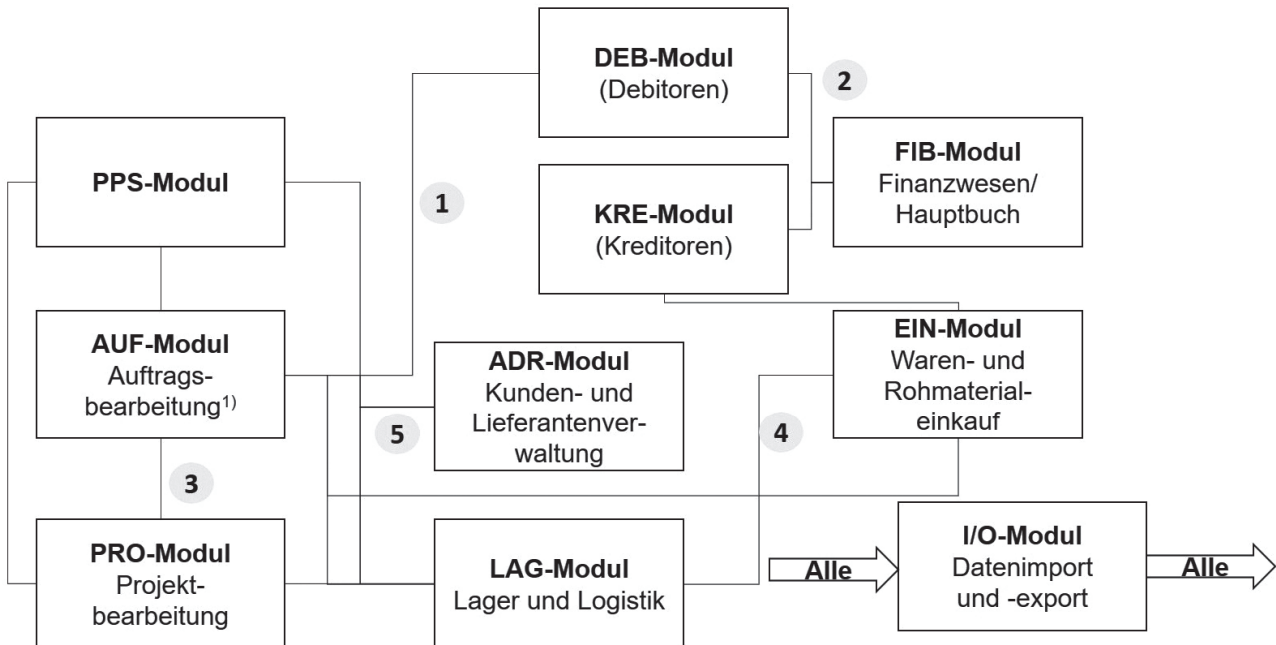 DEB-Modul
(Debitoren)
2
PPS-Modul
FIB-Modul
Finanzwesen/
Hauptbuch
1
KRE-Modul
(Kreditoren)
AUF-Modul
Auftrags-
bearbeitung1)
ADR-Modul
Kunden- und
Lieferantenver-
waltung
EIN-Modul
Waren- und
Rohmaterial-
einkauf
5
4
3
PRO-Modul
Projekt-
bearbeitung
LAG-Modul
Lager und Logistik
Alle
I/O-Modul
Datenimport
und -export
Alle